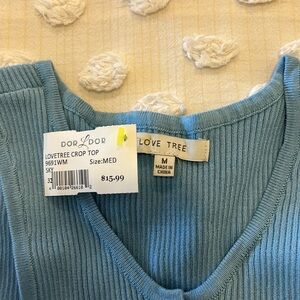 DOR L DOR
LOVETREE CROP TOP
9691WM Size:MED
SKY
$15.99
LOVE TREE
M
MADE IN
CHINA